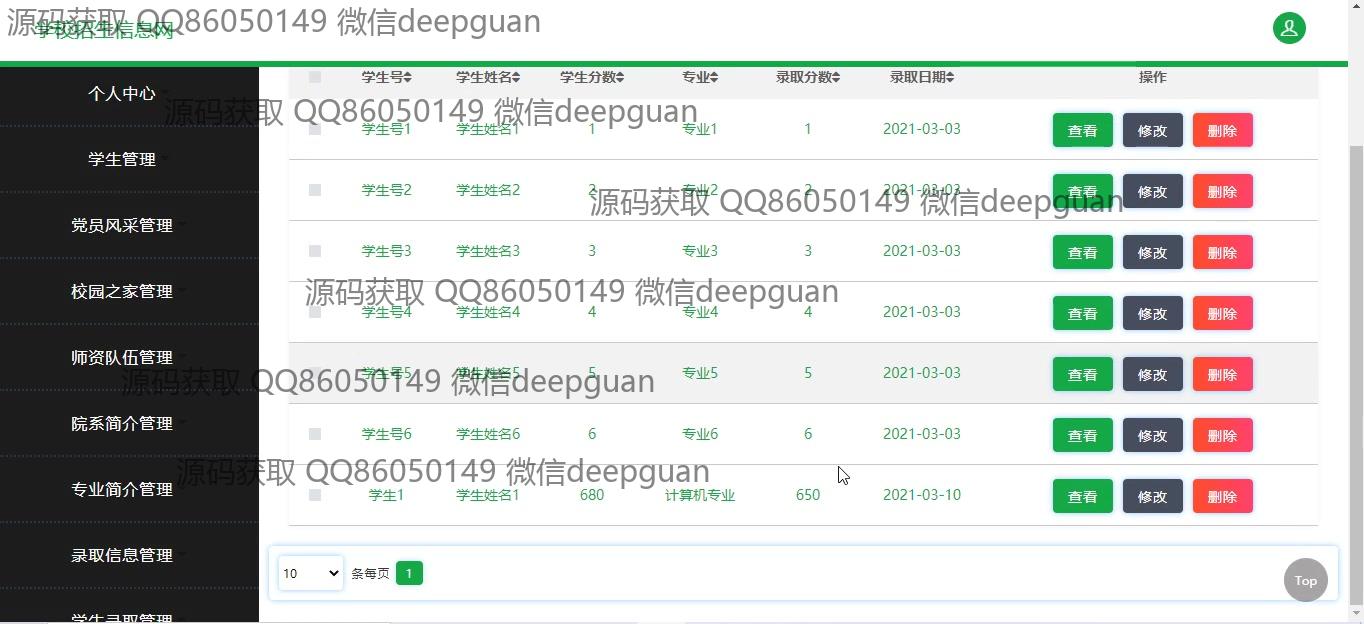 源码获取 QQ86050149 微信deepguan
学校招生信息网
个人中心
学生管理
党员风采管理
校园之家管理
师资队伍管理
院系简介管理
专业简介管理
录取信息管理
学生录取管理
学生号 学生姓名 学生分数 专业 录取分数 录取日期 操作
源码获取 QQ86050149 微信deepguan
学生号1 学生姓名1 1 专业1 1 2021-03-03 查看 修改 删除
学生号2 学生姓名2 2 专业2 2 2021-03-03 查看 修改 删除
源码获取 QQ86050149 微信deepguan
学生号3 学生姓名3 3 专业3 3 2021-03-03 查看 修改 删除
源码获取 QQ86050149 微信deepguan
学生号4 学生姓名4 4 专业4 4 2021-03-03 查看 修改 删除
学生号5 学生姓名5 5 专业5 5 2021-03-03 查看 修改 删除
源码获取 QQ86050149 微信deepguan
学生号6 学生姓名6 6 专业6 6 2021-03-03 查看 修改 删除
源码获取 QQ86050149 微信deepguan
学生1 学生姓名1 680 计算机专业 650 2021-03-10 查看 修改 删除
10 条每页 1
Top